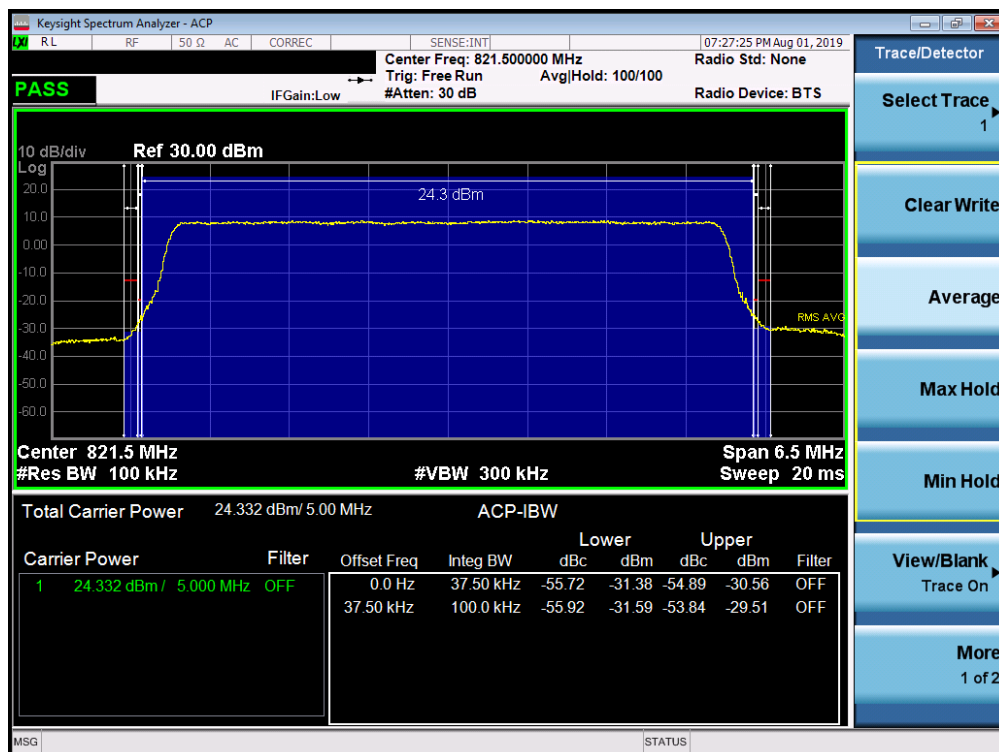 Keysight Spectrum Analyzer - ACP
LXI RL RF 50 Ω AC CORREC SENSE:INT 07:27:25 PM Aug 01, 2019
Center Freq: 821.500000 MHz Radio Std: None
Trig: Free Run Avg|Hold: 100/100
PASS IFGain:Low #Atten: 30 dB Radio Device: BTS
10 dB/div Ref 30.00 dBm
Log
20.0
24.3 dBm
10.0
0.00
-10.0
-20.0
RMS AVG
-30.0
-40.0
-50.0
-60.0
Center 821.5 MHz Span 6.5 MHz
#Res BW 100 kHz #VBW 300 kHz Sweep 20 ms
Total Carrier Power 24.332 dBm/ 5.00 MHz ACP-IBW
Lower Upper
Carrier Power Filter Offset Freq Integ BW dBc dBm dBc dBm Filter
1 24.332 dBm / 5.000 MHz OFF 0.0 Hz 37.50 kHz -55.72 -31.38 -54.89 -30.56 OFF
37.50 kHz 100.0 kHz -55.92 -31.59 -53.84 -29.51 OFF
MSG STATUS
Trace/Detector
Select Trace
1
Clear Write
Average
Max Hold
Min Hold
View/Blank
Trace On
More
1 of 2